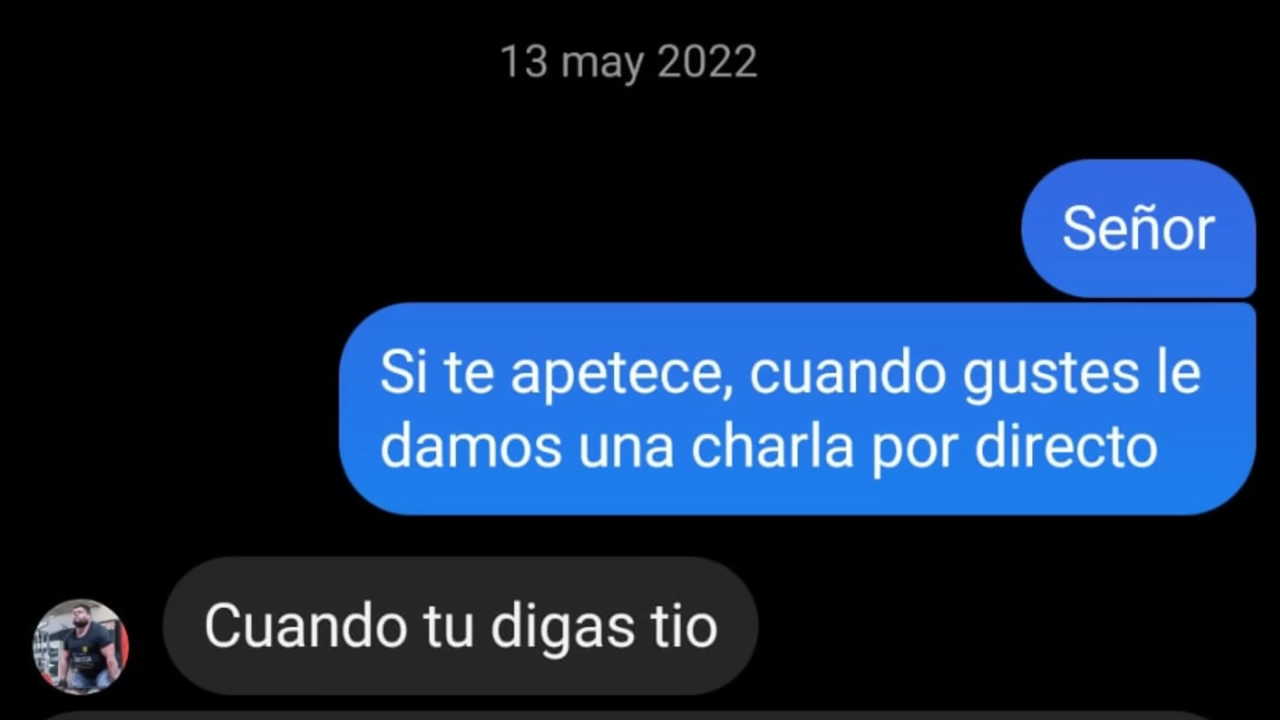 13 may 2022
Señor
Si te apetece, cuando gustes le
damos una charla por directo
Cuando tu digas tio